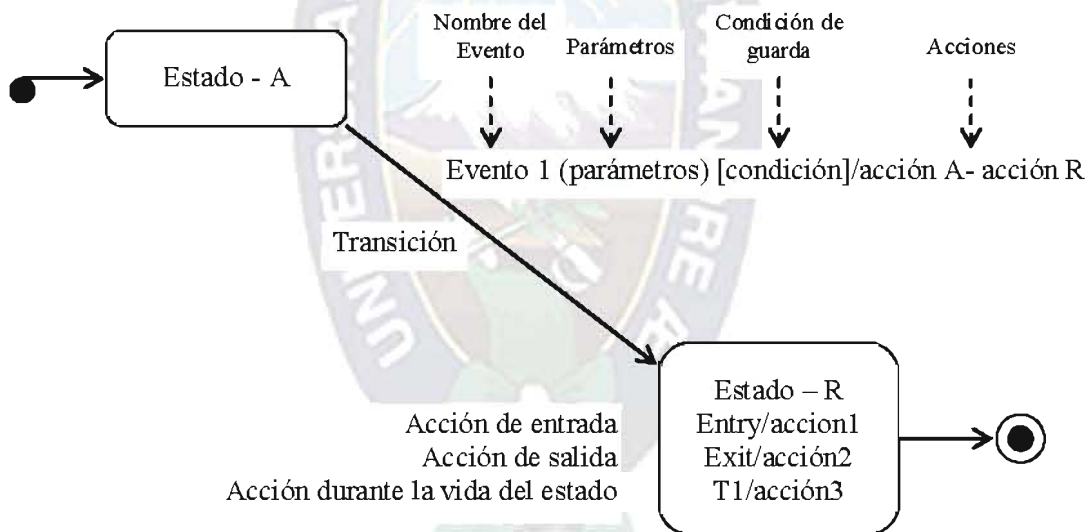 Nombre del
Evento
Parámetros
Condición de
guarda
Acciones
Estado - A
Evento 1 (parámetros) [condición]/acción A- acción R
Transición
Estado – R
Acción de entrada
Entry/accion1
Acción de salida
Exit/acción2
Acción durante la vida del estado
T1/acción3